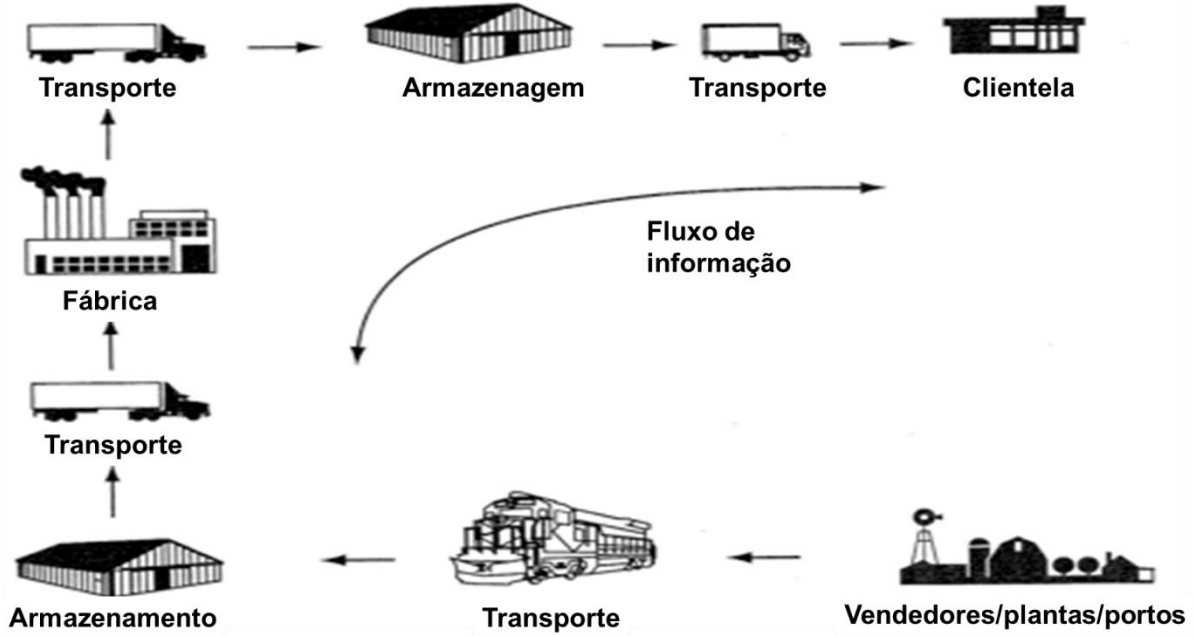 Transporte
Armazenagem
Transporte
Clientela
Fluxo de
informação
Fábrica
Transporte
Armazenamento
Transporte
Vendedores/plantas/portos